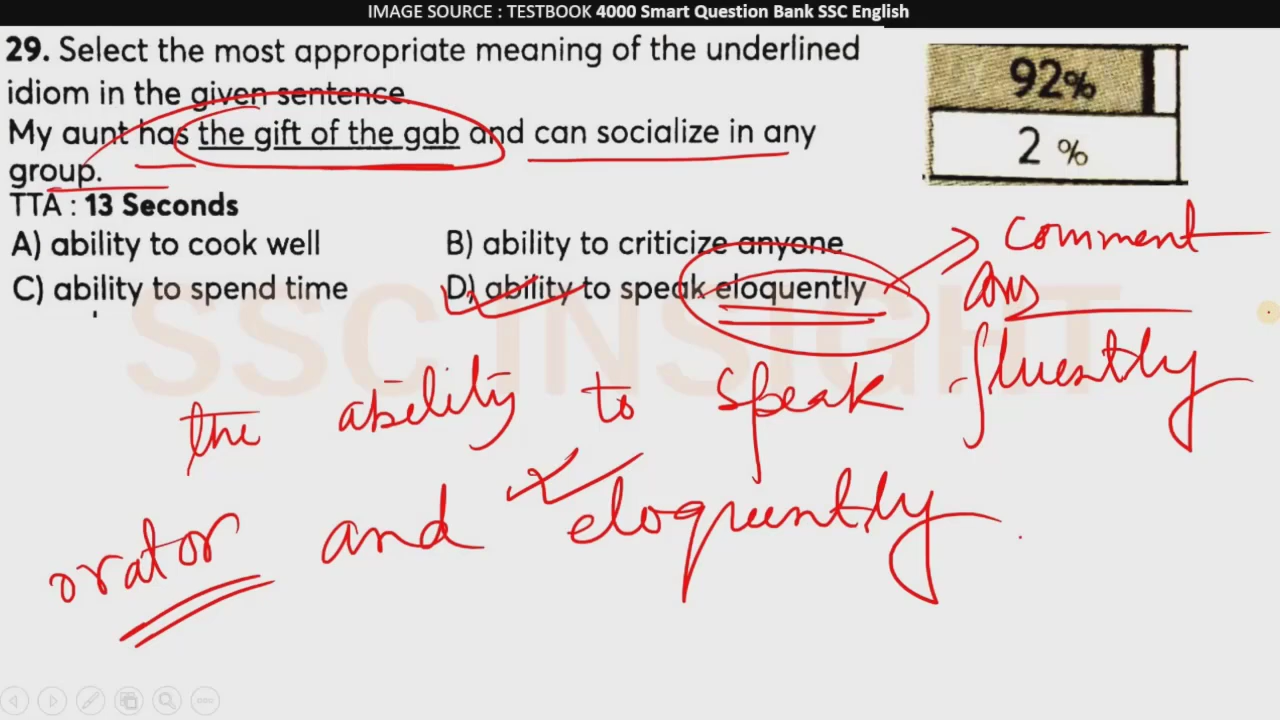 IMAGE SOURCE : TESTBOOK 4000 Smart Question Bank SSC English
29. Select the most appropriate meaning of the underlined
idiom in the given sentence.
My aunt has the gift of the gab and can socialize in any
group.
TTA : 13 Seconds
A) ability to cook well
B) ability to criticize anyone
C) ability to spend time
D) ability to speak eloquently
92%
2 %
comment
Ans
SSC INSIGHT
the ability to speak fluently
orator and eloquently